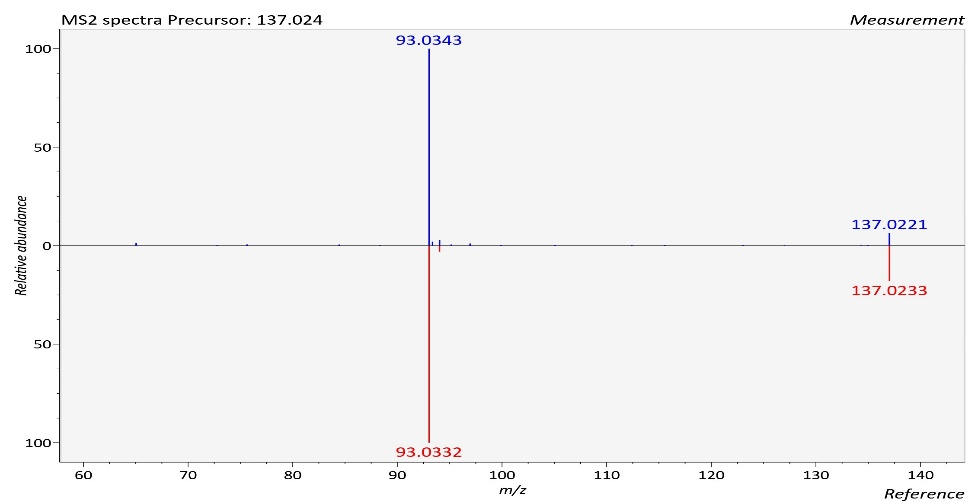 MS2 spectra Precursor: 137.024
Measurement
93.0343
100
50
137.0221
0
Relative abundance
137.0233
50
100
93.0332
60 70 80 90 100 110 120 130 140
m/z
Reference